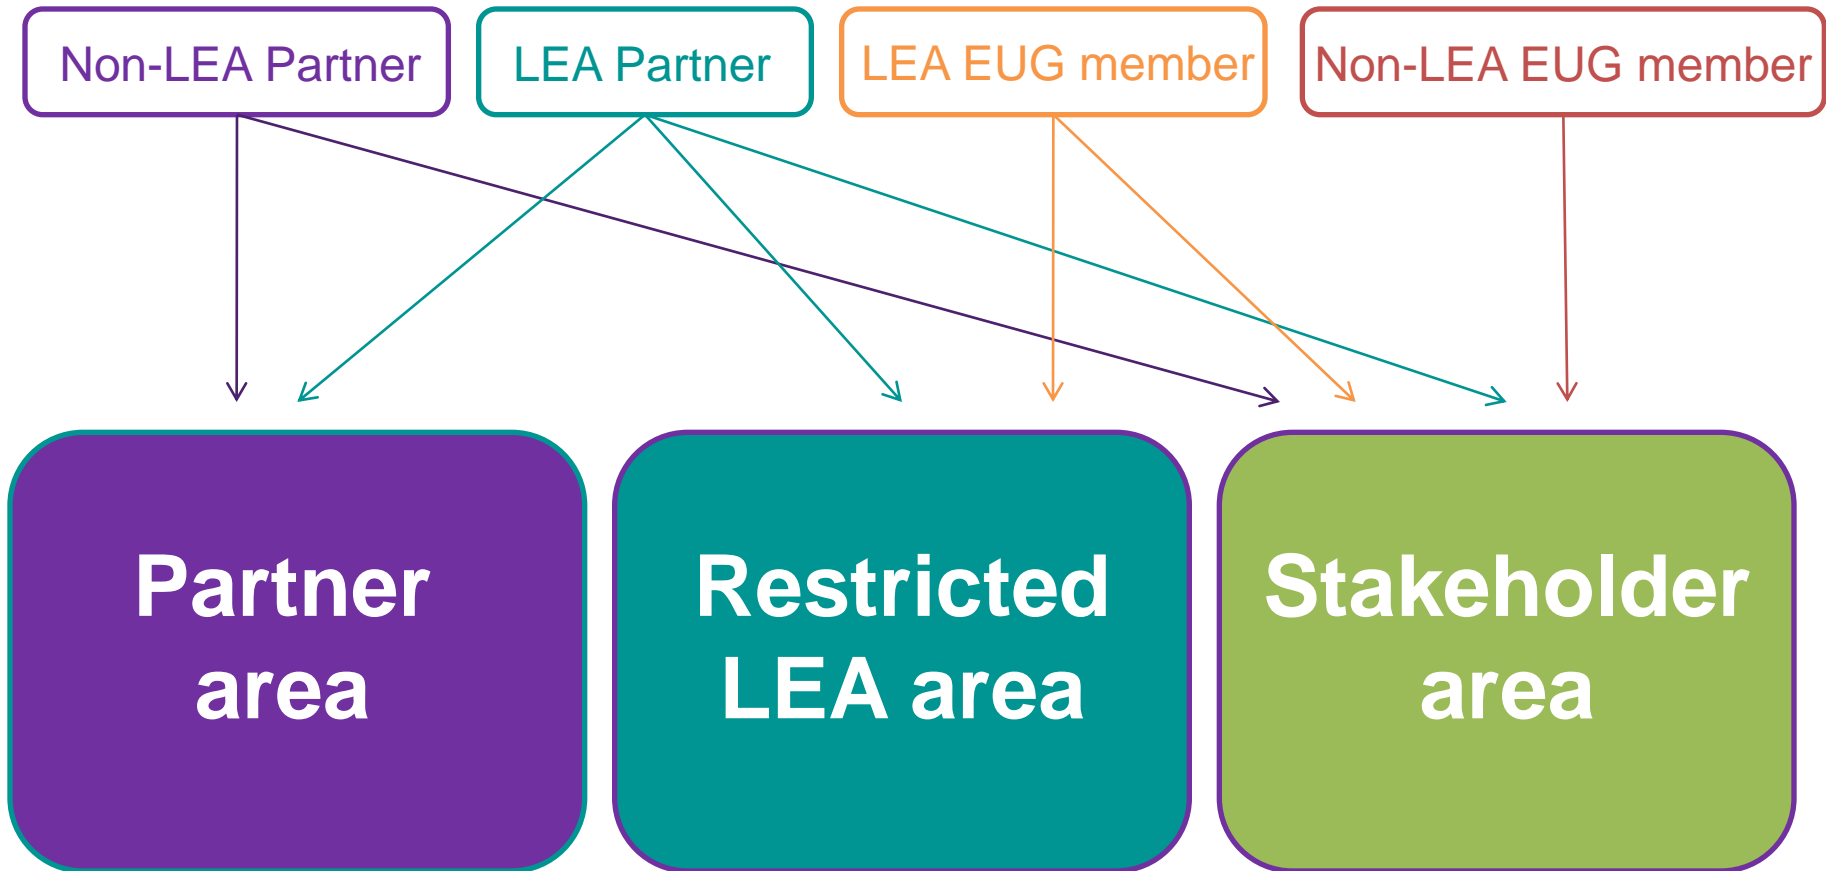 Non-LEA Partner
LEA Partner
LEA EUG member
Non-LEA EUG member
Partner
area
Restricted
LEA area
Stakeholder
area